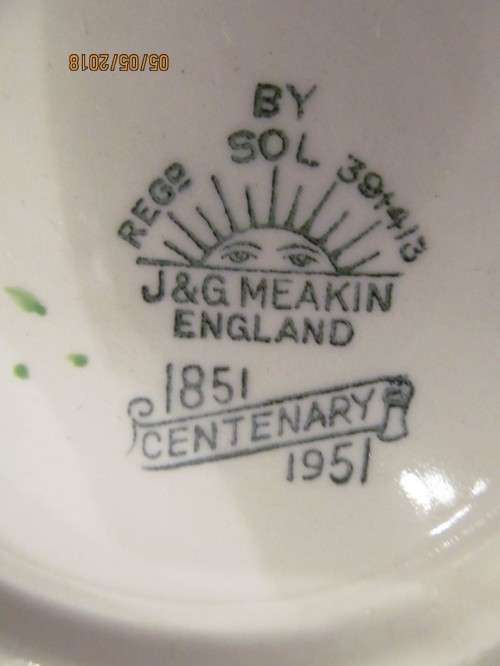 05/05/2018
BY
SOL
REGD 391413
J&G MEAKIN
ENGLAND
1851
CENTENARY
1951